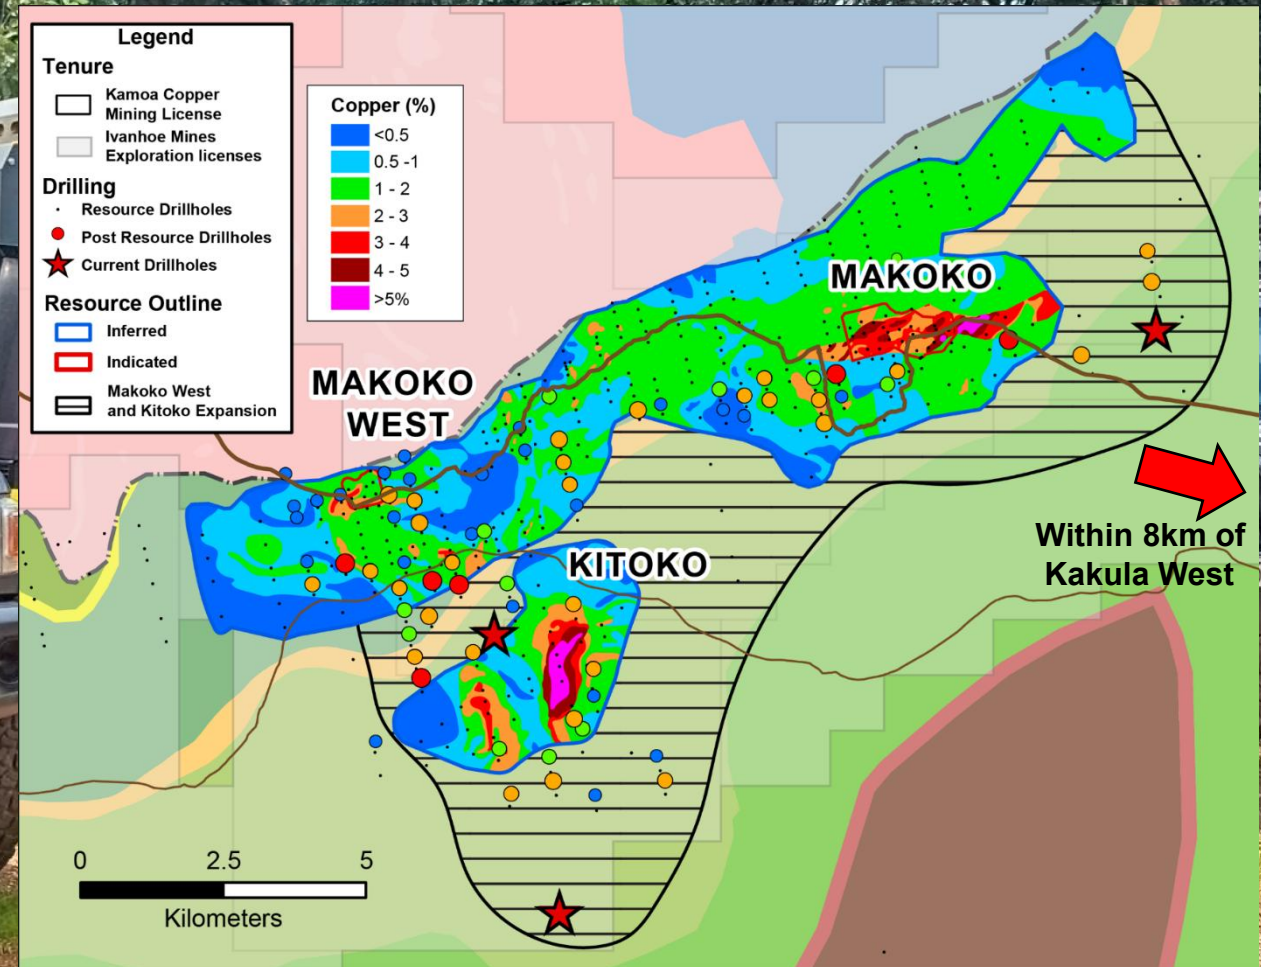 Legend
Tenure
Kamoa Copper
Mining License
Ivanhoe Mines
Exploration licenses
Drilling
Resource Drillholes
Post Resource Drillholes
Current Drillholes
Resource Outline
Inferred
Indicated
Makoko West
and Kitoko Expansion
Copper (%)
<0.5
0.5 -1
1 - 2
2 - 3
3 - 4
4 - 5
>5%
MAKOKO
MAKOKO
WEST
KITOKO
Within 8km of
Kakula West
0 2.5 5
Kilometers